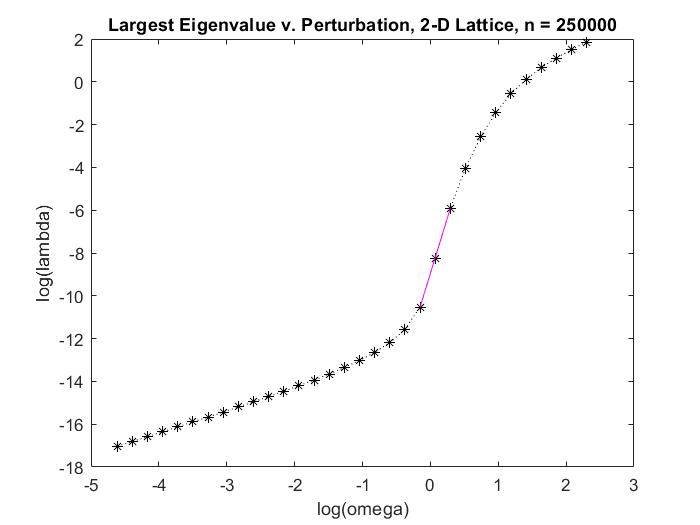 Largest Eigenvalue v. Perturbation, 2-D Lattice, n = 250000
2
0
-2
-4
-6
-8
-10
-12
-14
-16
-18
log(lambda)
-5 -4 -3 -2 -1 0 1 2 3
log(omega)